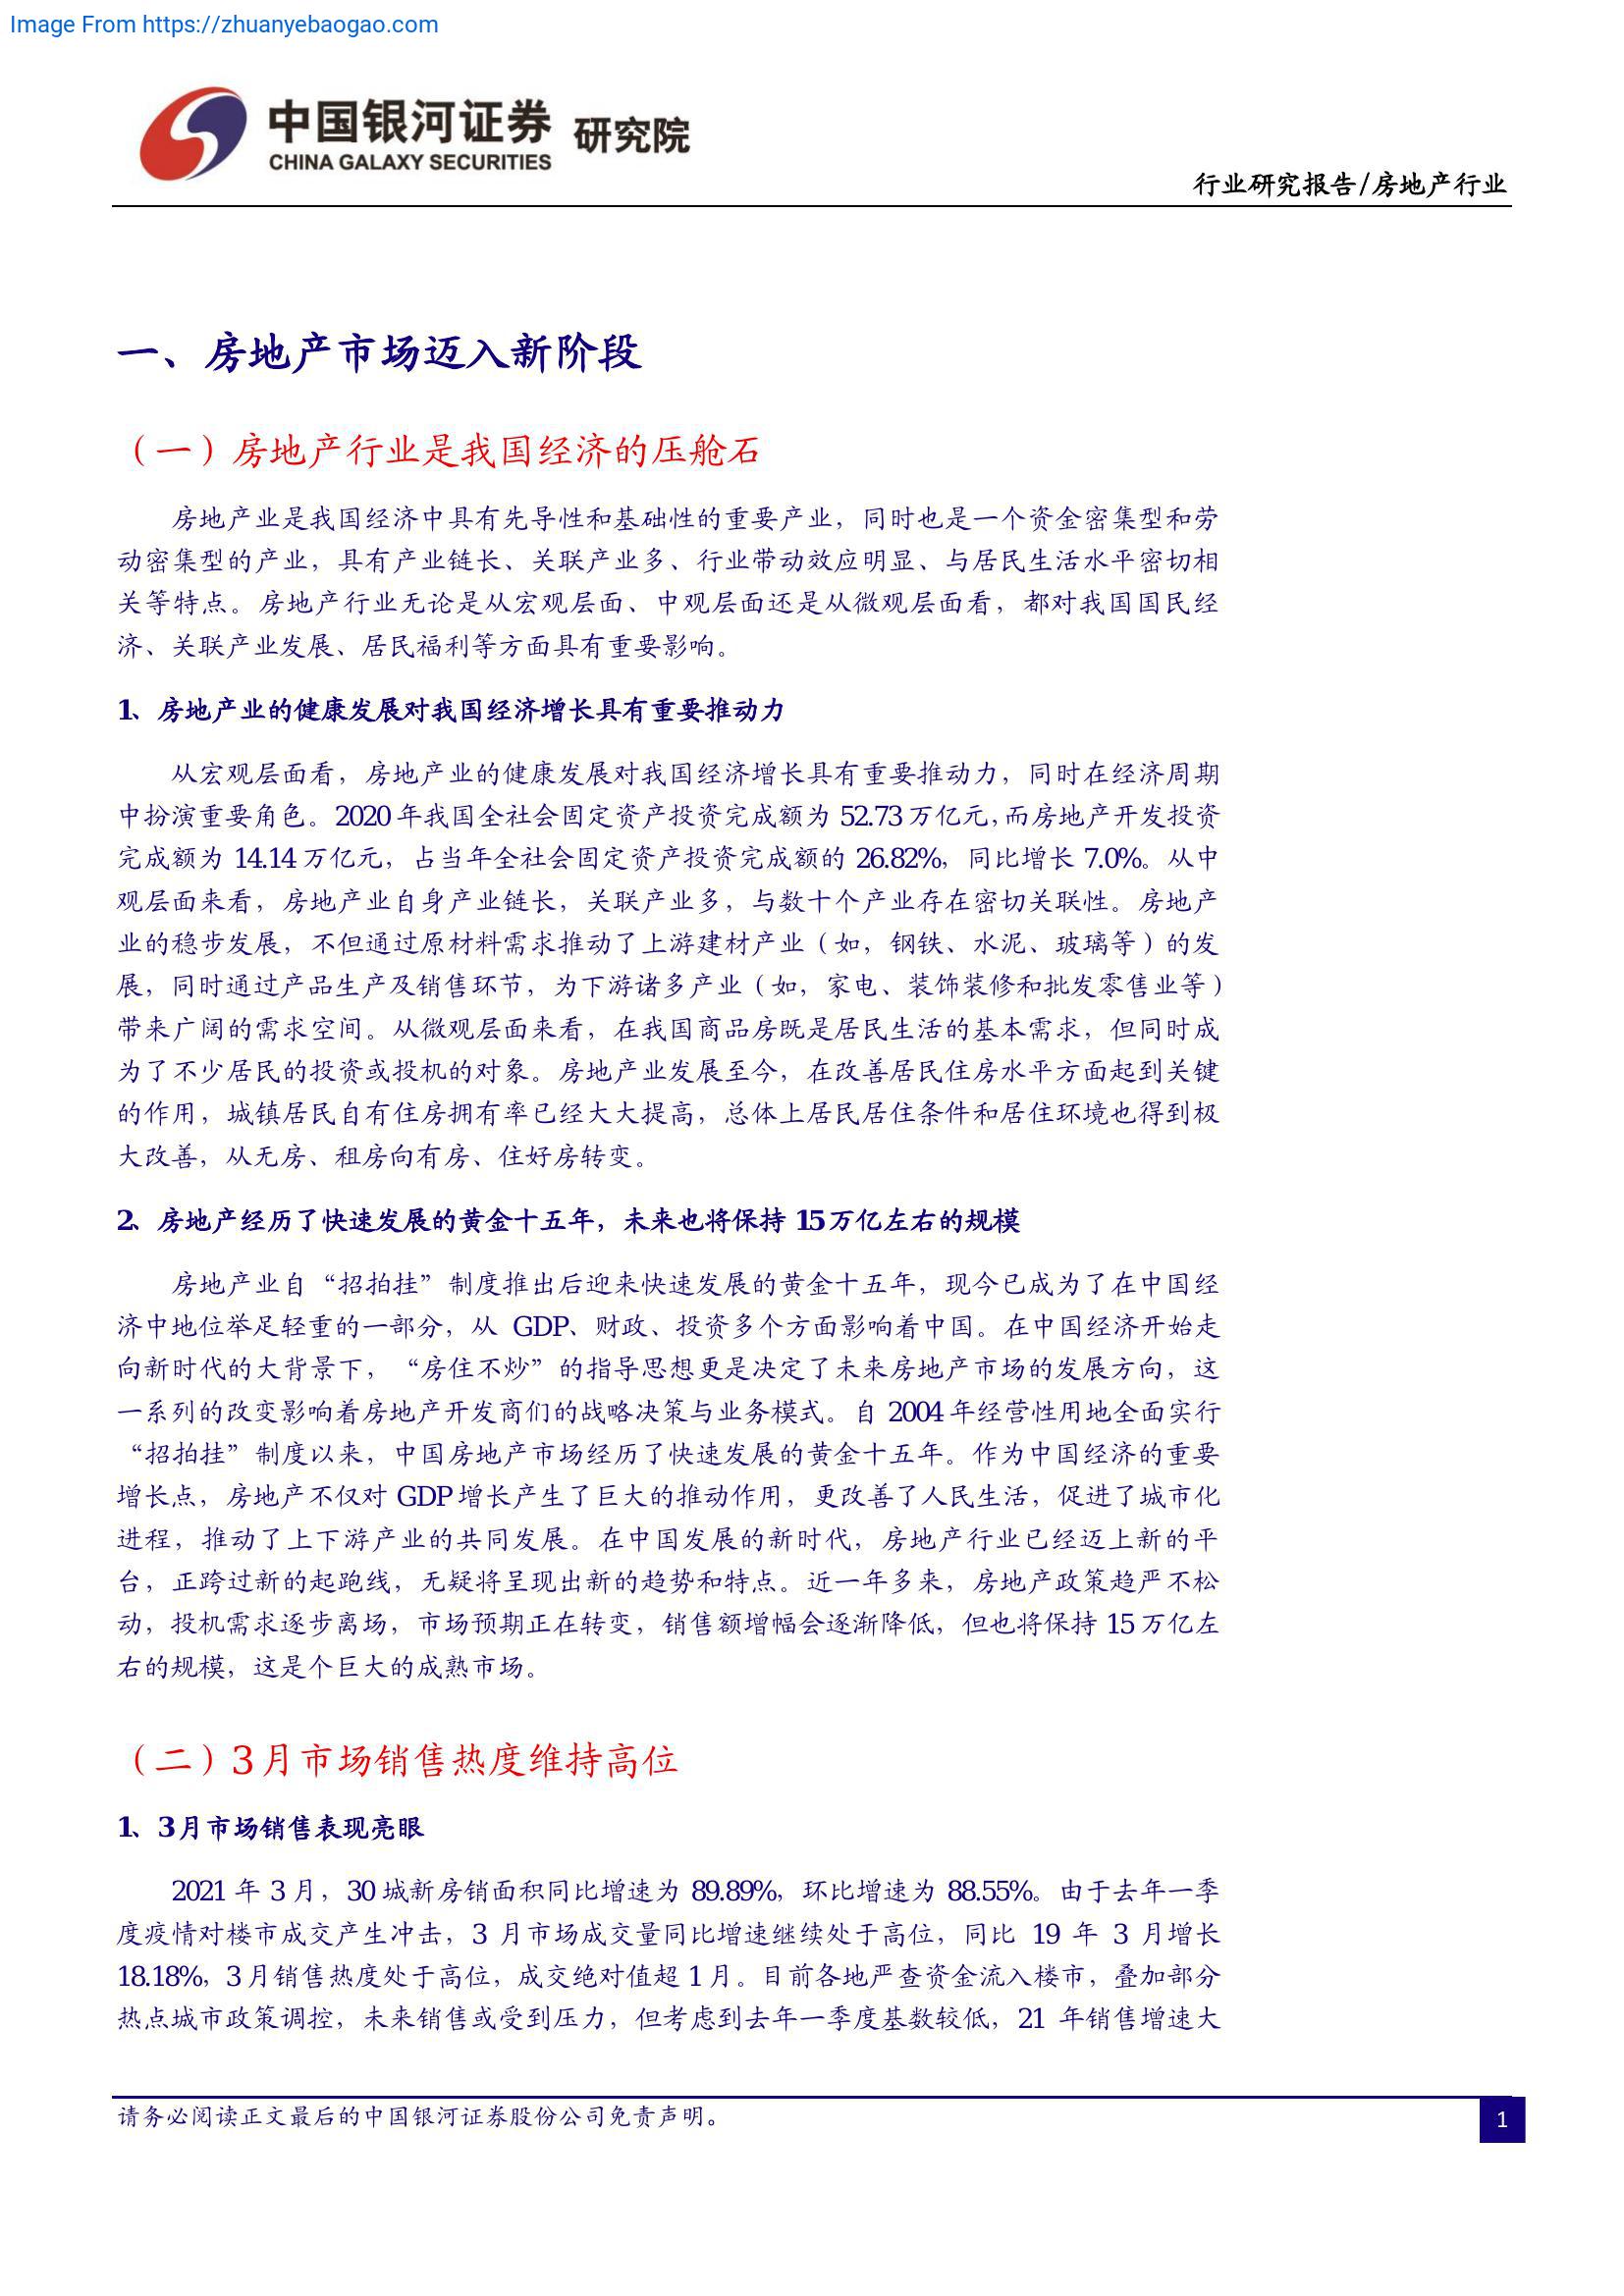 Image From https://zhuanyebaogao.com
中国银河证券 研究院
CHINA GALAXY SECURITIES
行业研究报告/房地产行业
一、房地产市场迈入新阶段
（一）房地产行业是我国经济的压舱石
房地产业是我国经济中具有先导性和基础性的重要产业，同时也是一个资金密集型和劳
动密集型的产业，具有产业链长、关联产业多、行业带动效应明显、与居民生活水平密切相
关等特点。房地产行业无论是从宏观层面、中观层面还是从微观层面看，都对我国国民经
济、关联产业发展、居民福利等方面具有重要影响。
1、房地产业的健康发展对我国经济增长具有重要推动力
从宏观层面看，房地产业的健康发展对我国经济增长具有重要推动力，同时在经济周期
中扮演重要角色。2020 年我国全社会固定资产投资完成额为 52.73 万亿元，而房地产开发投资
完成额为 14.14 万亿元，占当年全社会固定资产投资完成额的 26.82%，同比增长 7.0%。从中
观层面来看，房地产业自身产业链长，关联产业多，与数十个产业存在密切关联性。房地产
业的稳步发展，不但通过原材料需求推动了上游建材产业（如，钢铁、水泥、玻璃等）的发
展，同时通过产品生产及销售环节，为下游诸多产业（如，家电、装饰装修和批发零售业等）
带来广阔的需求空间。从微观层面来看，在我国商品房既是居民生活的基本需求，但同时成
为了不少居民的投资或投机的对象。房地产业发展至今，在改善居民住房水平方面起到关键
的作用，城镇居民自有住房拥有率已经大大提高，总体上居民居住条件和居住环境也得到极
大改善，从无房、租房向有房、住好房转变。
2、房地产经历了快速发展的黄金十五年，未来也将保持 15 万亿左右的规模
房地产业自“招拍挂”制度推出后迎来快速发展的黄金十五年，现今已成为了在中国经
济中地位举足轻重的一部分，从 GDP、财政、投资多个方面影响着中国。在中国经济开始走
向新时代的大背景下，“房住不炒”的指导思想更是决定了未来房地产市场的发展方向，这
一系列的改变影响着房地产开发商们的战略决策与业务模式。自 2004 年经营性用地全面实行
“招拍挂”制度以来，中国房地产市场经历了快速发展的黄金十五年。作为中国经济的重要
增长点，房地产不仅对 GDP 增长产生了巨大的推动作用，更改善了人民生活，促进了城市化
进程，推动了上下游产业的共同发展。在中国发展的新时代，房地产行业已经迈上新的平
台，正跨过新的起跑线，无疑将呈现出新的趋势和特点。近一年多来，房地产政策趋严不松
动，投机需求逐步离场，市场预期正在转变，销售额增幅会逐渐降低，但也将保持 15 万亿左
右的规模，这是个巨大的成熟市场。
（二）3 月市场销售热度维持高位
1、3 月市场销售表现亮眼
2021 年 3 月，30 城新房销面积同比增速为 89.89%，环比增速为 88.55%。由于去年一季
度疫情对楼市成交产生冲击，3 月市场成交量同比增速继续处于高位，同比 19 年 3 月增长
18.18%，3 月销售热度处于高位，成交绝对值超 1 月。目前各地严查资金流入楼市，叠加部分
热点城市政策调控，未来销售或受到压力，但考虑到去年一季度基数较低，21 年销售增速大
请务必阅读正文最后的中国银河证券股份公司免责声明。
1